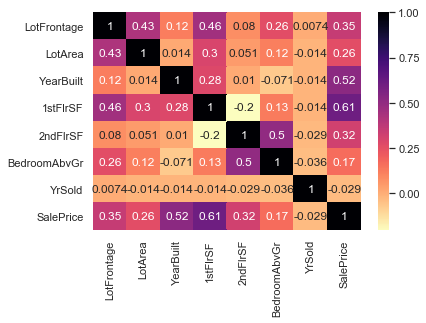 LotFrontage 1 0.43 0.12 0.46 0.08 0.26 0.0074 0.35
LotArea 0.43 1 0.014 0.3 0.051 0.12 -0.014 0.26
YearBuilt 0.12 0.014 1 0.28 0.01 -0.071 -0.014 0.52
1stFlrSF 0.46 0.3 0.28 1 -0.2 0.13 -0.014 0.61
2ndFlrSF 0.08 0.051 0.01 -0.2 1 0.5 -0.029 0.32
BedroomAbvGr 0.26 0.12 -0.071 0.13 0.5 1 -0.036 0.17
YrSold 0.0074 -0.014 -0.014 -0.014 -0.029 -0.036 1 -0.029
SalePrice 0.35 0.26 0.52 0.61 0.32 0.17 -0.029 1
LotFrontage
LotArea
YearBuilt
1stFlrSF
2ndFlrSF
BedroomAbvGr
YrSold
SalePrice
1.00
0.75
0.50
0.25
0.00